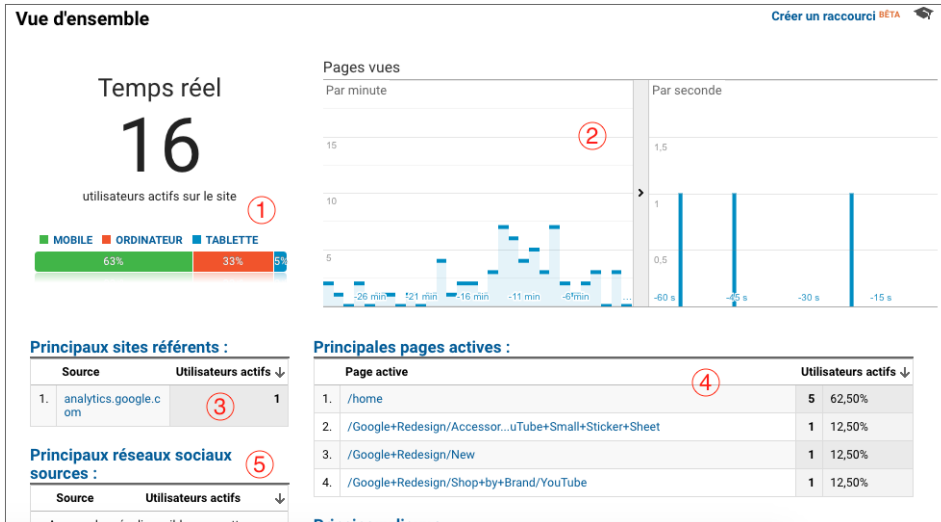 Vue d'ensemble
Créer un raccourci BÊTA
Temps réel
16
utilisateurs actifs sur le site
①
MOBILE ORDINATEUR TABLETTE
63% 33% 5%
Pages vues
Par minute
②
15
10
5
-26 min -21 min -16 min -11 min -6 min ...
Par seconde
1,5
1
0,5
-60 s -45 s -30 s -15 s
Principaux sites référents :
Source Utilisateurs actifs
1. analytics.google.c 1
om
③
Principaux réseaux sociaux
sources :
⑤
Source Utilisateurs actifs
Principales pages actives :
Page active Utilisateurs actifs
④
1. /home 5 62,50%
2. /Google+Redesign/Accessor...uTube+Small+Sticker+Sheet 1 12,50%
3. /Google+Redesign/New 1 12,50%
4. /Google+Redesign/Shop+by+Brand/YouTube 1 12,50%